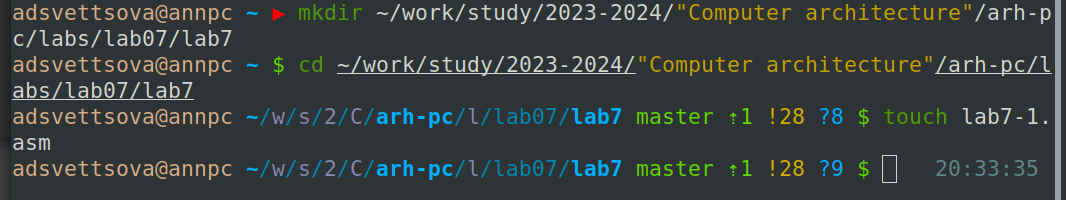 adsvettsova@annpc ~ ▶ mkdir ~/work/study/2023-2024/"Computer architecture"/arh-p
c/labs/lab07/lab7
adsvettsova@annpc ~ $ cd ~/work/study/2023-2024/"Computer architecture"/arh-pc/l
abs/lab07/lab7
adsvettsova@annpc ~/w/s/2/C/arh-pc/l/lab07/lab7 master ⇡1 !28 ?8 $ touch lab7-1.
asm
adsvettsova@annpc ~/w/s/2/C/arh-pc/l/lab07/lab7 master ⇡1 !28 ?9 $ 20:33:35